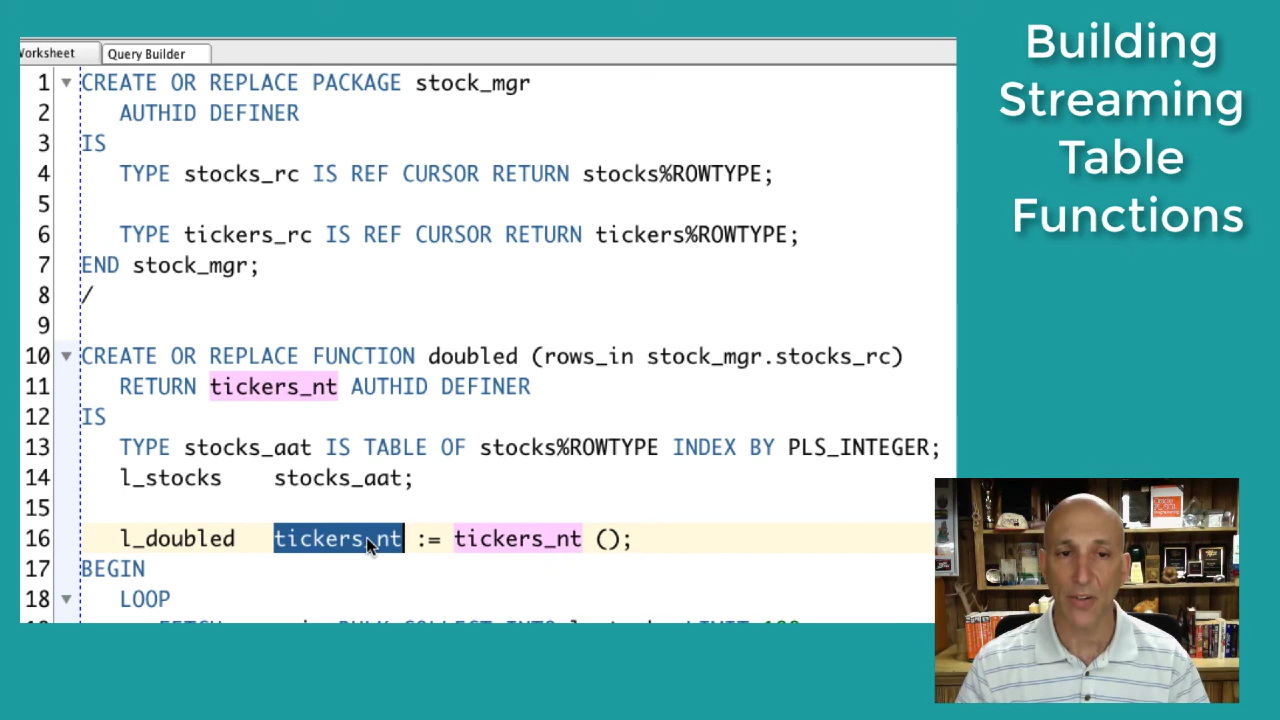 Worksheet
Query Builder
1 CREATE OR REPLACE PACKAGE stock_mgr
2 AUTHID DEFINER
3 IS
4 TYPE stocks_rc IS REF CURSOR RETURN stocks%ROWTYPE;
5
6 TYPE tickers_rc IS REF CURSOR RETURN tickers%ROWTYPE;
7 END stock_mgr;
8 /
9
10 CREATE OR REPLACE FUNCTION doubled (rows_in stock_mgr.stocks_rc)
11 RETURN tickers_nt AUTHID DEFINER
12 IS
13 TYPE stocks_aat IS TABLE OF stocks%ROWTYPE INDEX BY PLS_INTEGER;
14 l_stocks stocks_aat;
15
16 l_doubled tickers_nt := tickers_nt ();
17 BEGIN
18 LOOP
Building
Streaming
Table
Functions